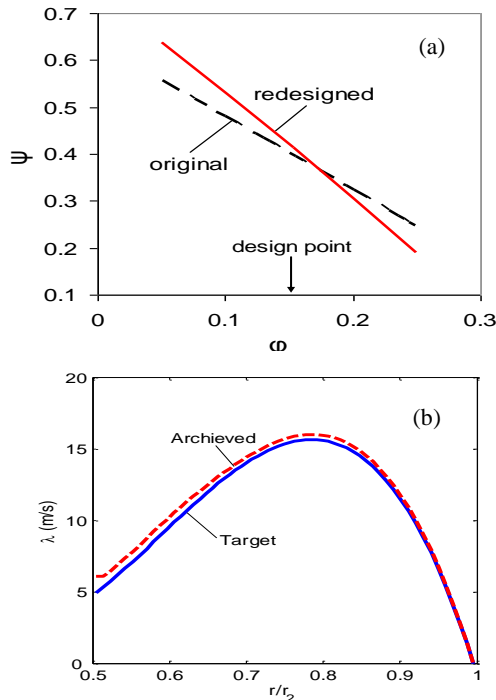 0.7
(a)
0.6
redesigned
0.5
ψ
0.4
original
0.3
design point
0.2
0.1
0
0.1
0.2
0.3
φ
20
(b)
15
Archieved
λ (m/s)
10
Target
5
0
0.5
0.6
0.7
0.8
0.9
1
r/r2